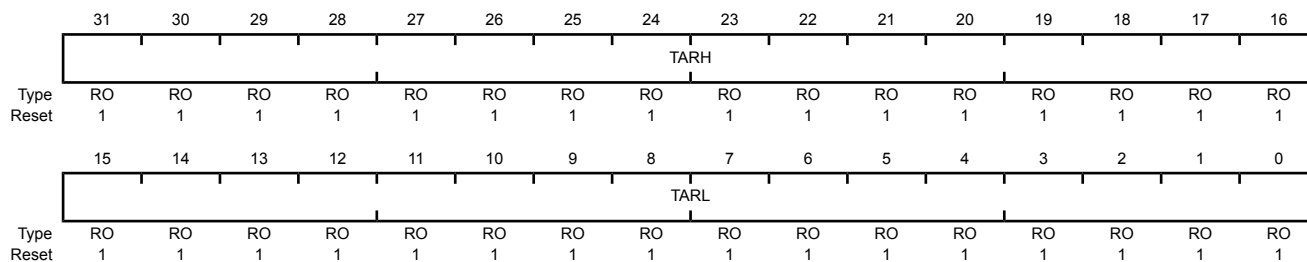 31 30 29 28 27 26 25 24 23 22 21 20 19 18 17 16
TARH
Type RO RO RO RO RO RO RO RO RO RO RO RO RO RO RO RO
Reset 1 1 1 1 1 1 1 1 1 1 1 1 1 1 1 1
15 14 13 12 11 10 9 8 7 6 5 4 3 2 1 0
TARL
Type RO RO RO RO RO RO RO RO RO RO RO RO RO RO RO RO
Reset 1 1 1 1 1 1 1 1 1 1 1 1 1 1 1 1